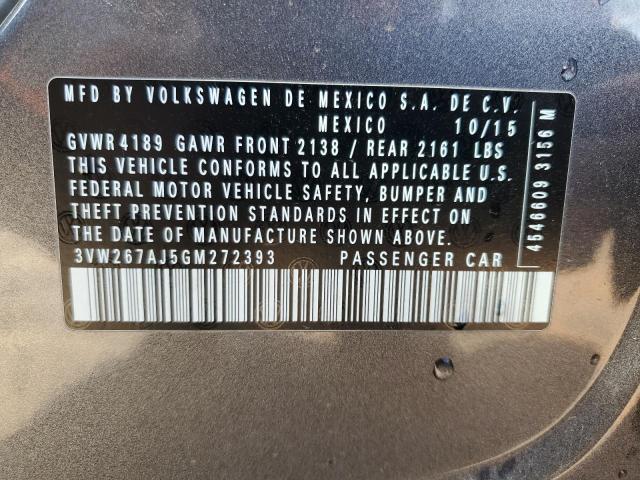 MFD BY VOLKSWAGEN DE MEXICO S.A. DE C.V.
MEXICO 10/15
GVWR 4189 GAWR FRONT 2138 / REAR 2161 LBS
THIS VEHICLE CONFORMS TO ALL APPLICABLE U.S.
FEDERAL MOTOR VEHICLE SAFETY, BUMPER AND
THEFT PREVENTION STANDARDS IN EFFECT ON
THE DATE OF MANUFACTURE SHOWN ABOVE.
3VW267AJ5GM272393 PASSENGER CAR
4546609 3156 M